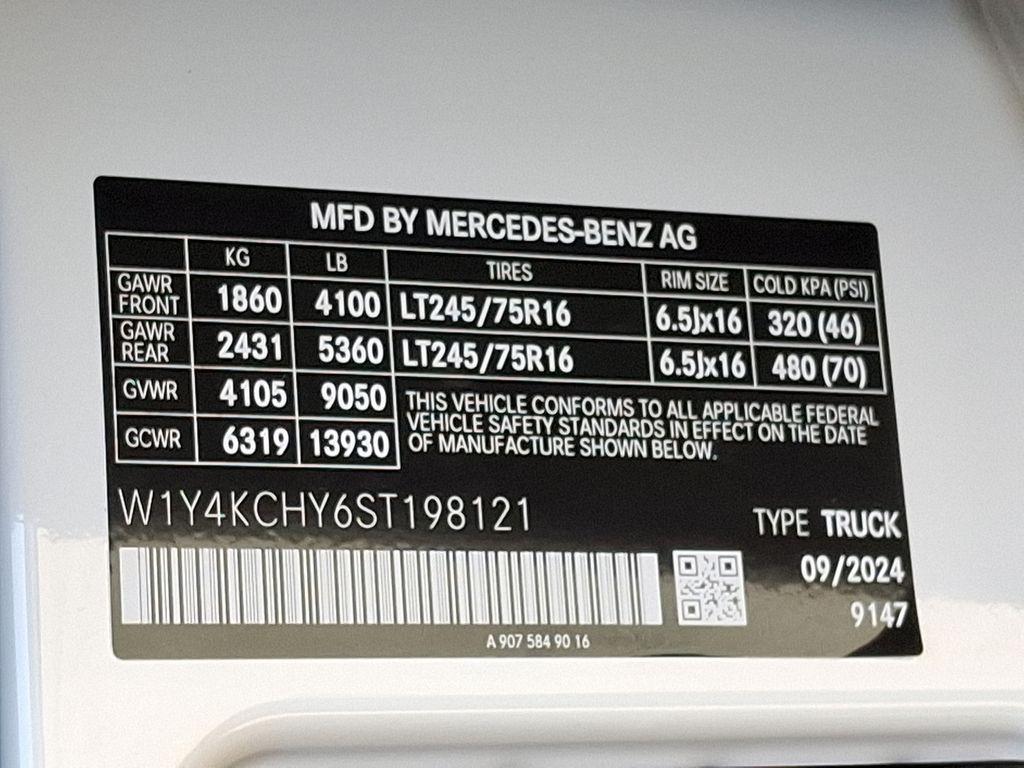 MFD BY MERCEDES-BENZ AG
KG LB TIRES RIM SIZE COLD KPA (PSI)
GAWR FRONT 1860 4100 LT245/75R16 6.5Jx16 320 (46)
GAWR REAR 2431 5360 LT245/75R16 6.5Jx16 480 (70)
GVWR 4105 9050
GCWR 6319 13930
THIS VEHICLE CONFORMS TO ALL APPLICABLE FEDERAL
VEHICLE SAFETY STANDARDS IN EFFECT ON THE DATE
OF MANUFACTURE SHOWN BELOW.
W1Y4KCHY6ST198121
TYPE TRUCK
09/2024
9147
A 907 584 90 16